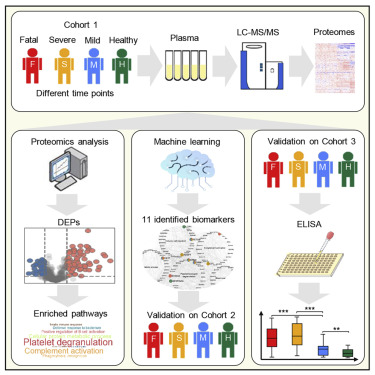 Cohort 1
Fatal Severe Mild Healthy
F S M H
Different time points
Plasma
LC-MS/MS
Proteomes
Proteomics analysis
DEPs
Enriched pathways
Platelet degranulation
Complement activation
Machine learning
11 identified biomarkers
Validation on Cohort 2
F S M H
Validation on Cohort 3
F S M H
ELISA
***
***
**